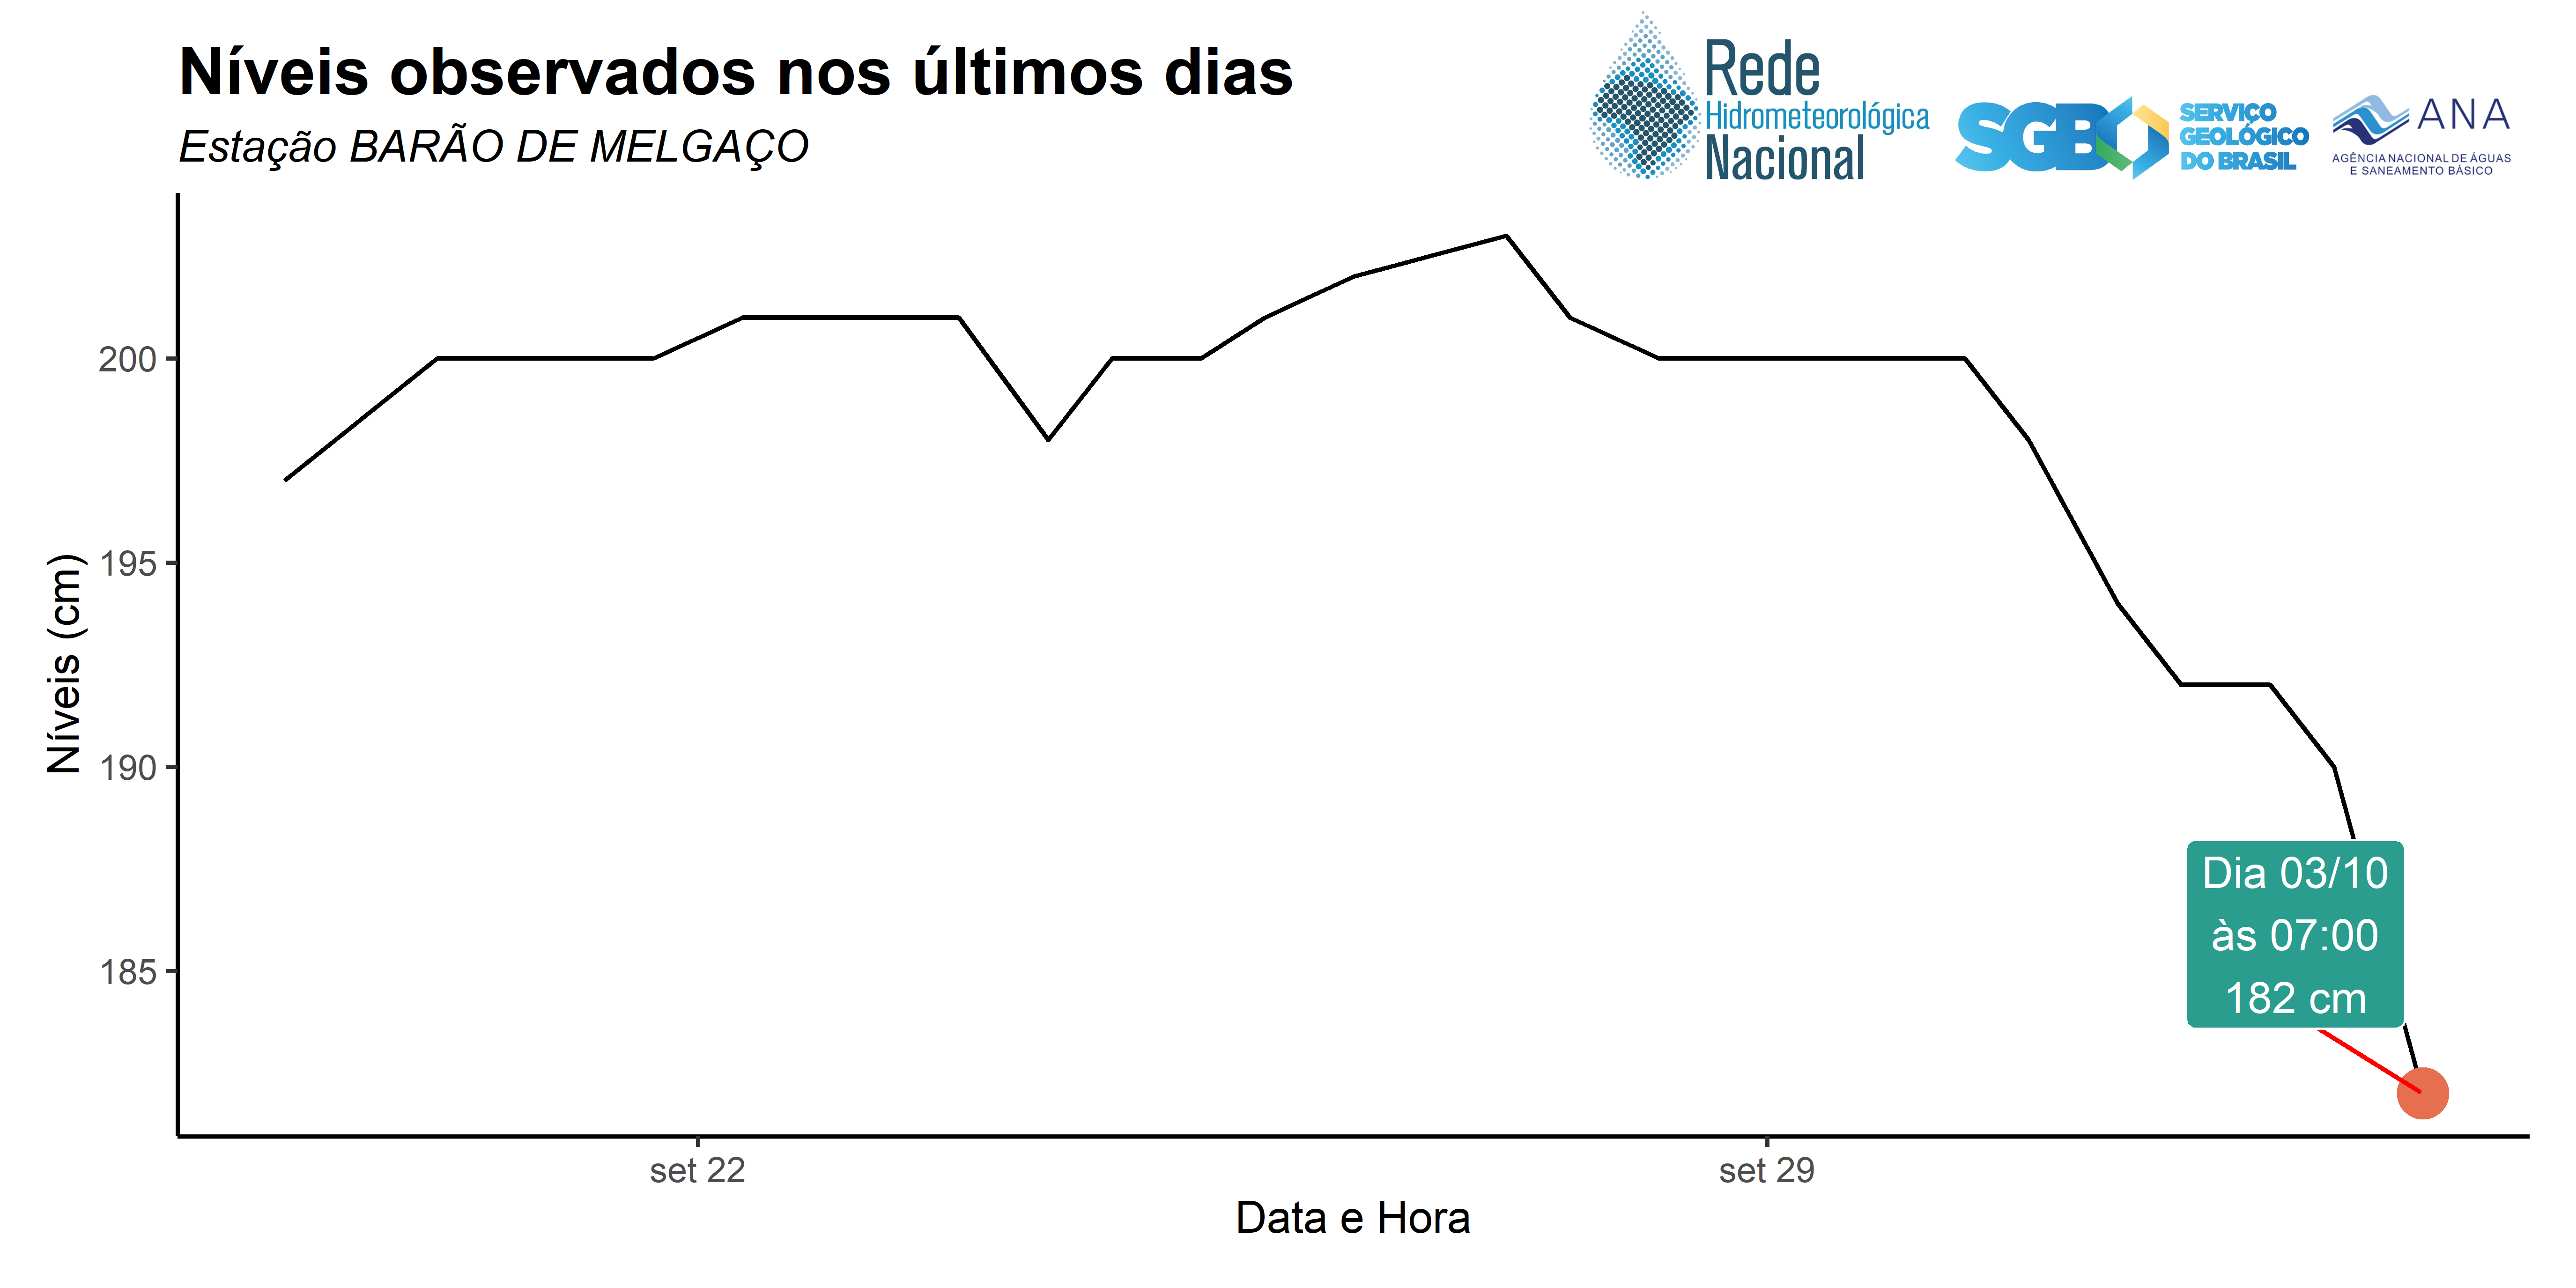 Níveis observados nos últimos dias
Estação BARÃO DE MELGAÇO
Rede
Hidrometeorológica
Nacional
SGB
SERVIÇO
GEOLÓGICO
DO BRASIL
ANA
AGÊNCIA NACIONAL DE ÁGUAS
E SANEAMENTO BÁSICO
Níveis (cm)
200
195
190
185
Dia 03/10
às 07:00
182 cm
set 22
set 29
Data e Hora